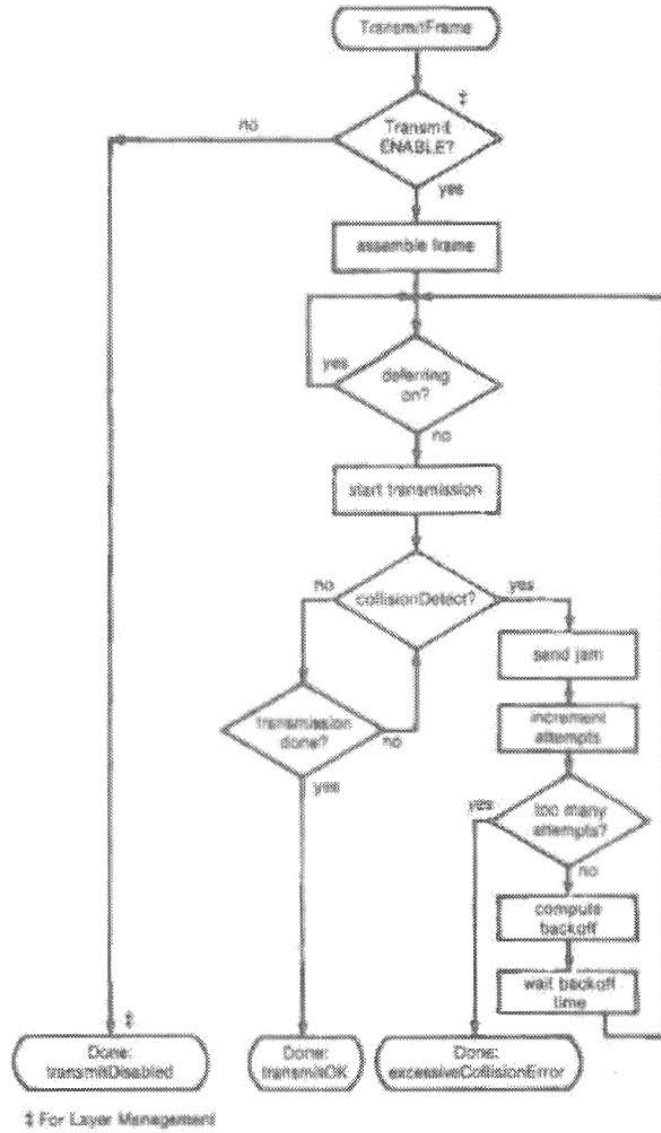 TransmitFrame
‡
Transmit
ENABLE?
no
yes
assemble frame
yes
deferring
on?
no
start transmission
no
collisionDetect?
yes
send jam
increment
attempts
transmission
done?
no
yes
yes
too many
attempts?
no
compute
backoff
wait backoff
time
‡
Done:
transmitDisabled
Done:
transmitOK
Done:
excessiveCollisionError
‡ For Layer Management